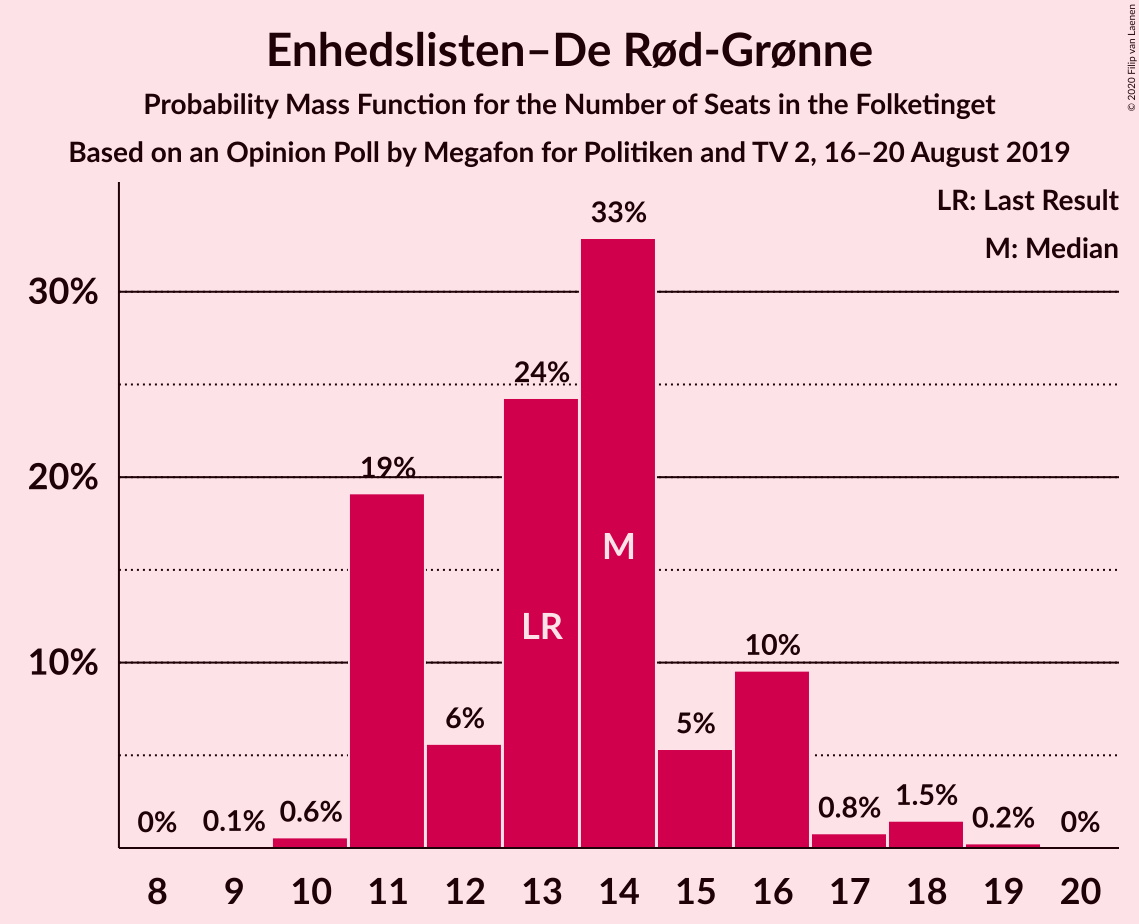 Enhedslisten–De Rød-Grønne
Probability Mass Function for the Number of Seats in the Folketinget
Based on an Opinion Poll by Megafon for Politiken and TV 2, 16–20 August 2019
© 2020 Filip van Laenen
LR: Last Result
M: Median
33%
30%
24%
19%
20%
M
LR
10%
10%
6%
5%
0% 0.1% 0.6% 0.8% 1.5% 0.2% 0%
8 9 10 11 12 13 14 15 16 17 18 19 20